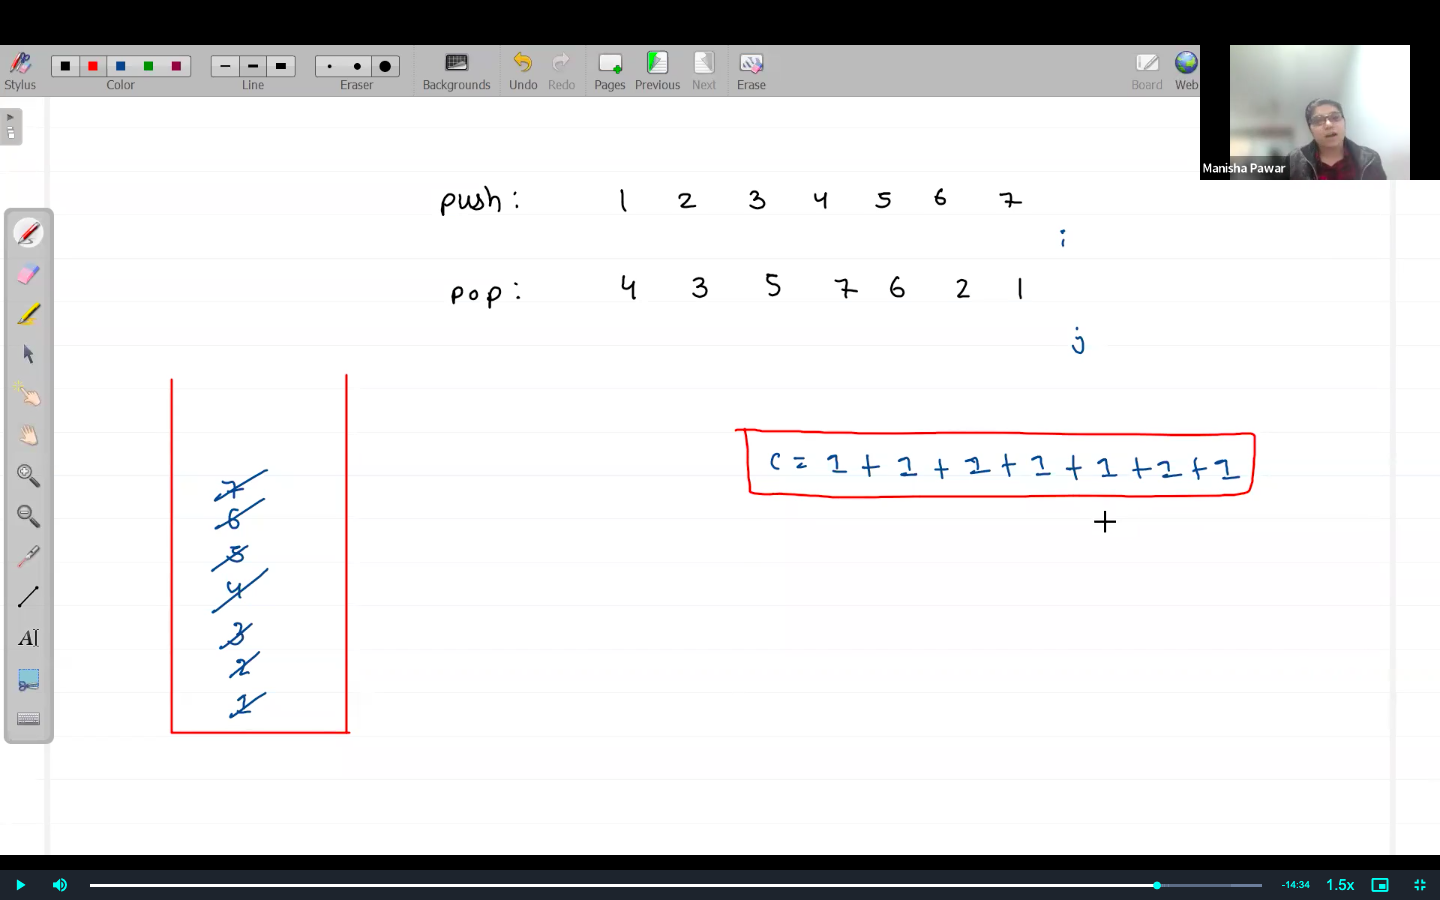 Stylus
Color
Line
Eraser
Backgrounds
Undo
Redo
Pages
Previous
Next
Erase
Board
Web
Manisha Pawar
push: 1 2 3 4 5 6 7
i
pop: 4 3 5 7 6 2 1
j
c = 1 + 1 + 1 + 1 + 1 + 1 + 1
7
6
5
4
3
2
1
AI
-14:34
1.5x